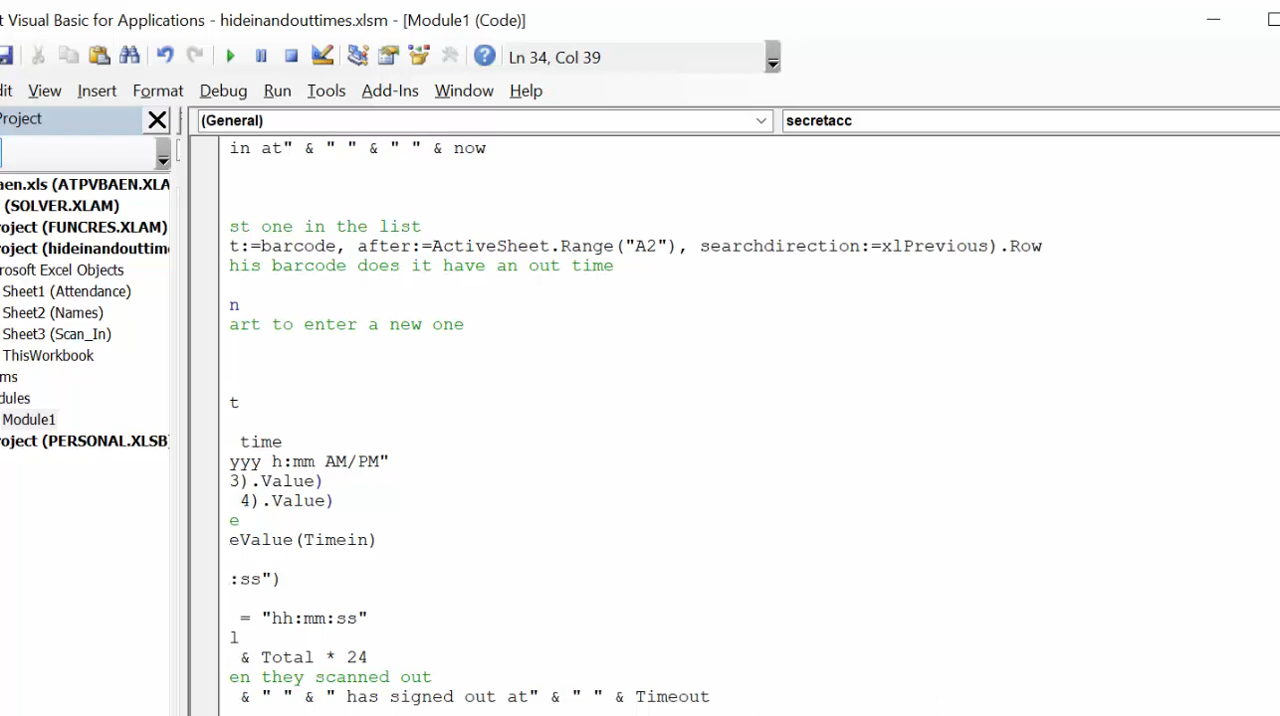 t Visual Basic for Applications - hideinandouttimes.xlsm - [Module1 (Code)]
Ln 34, Col 39
dit View Insert Format Debug Run Tools Add-Ins Window Help
Project
(General)
secretacc
aen.xls (ATPVBAEN.XLA
(SOLVER.XLAM)
roject (FUNCRES.XLAM)
roject (hideinandouttime
rosoft Excel Objects
Sheet1 (Attendance)
Sheet2 (Names)
Sheet3 (Scan_In)
ThisWorkbook
ms
dules
Module1
roject (PERSONAL.XLSB)
in at" & " " & " " & now
st one in the list
t:=barcode, after:=ActiveSheet.Range("A2"), searchdirection:=xlPrevious).Row
his barcode does it have an out time
n
art to enter a new one
t
time
yyy h:mm AM/PM"
3).Value)
4).Value)
e
eValue(Timein)
:ss")
= "hh:mm:ss"
l
& Total * 24
en they scanned out
& " " & " has signed out at" & " " & Timeout